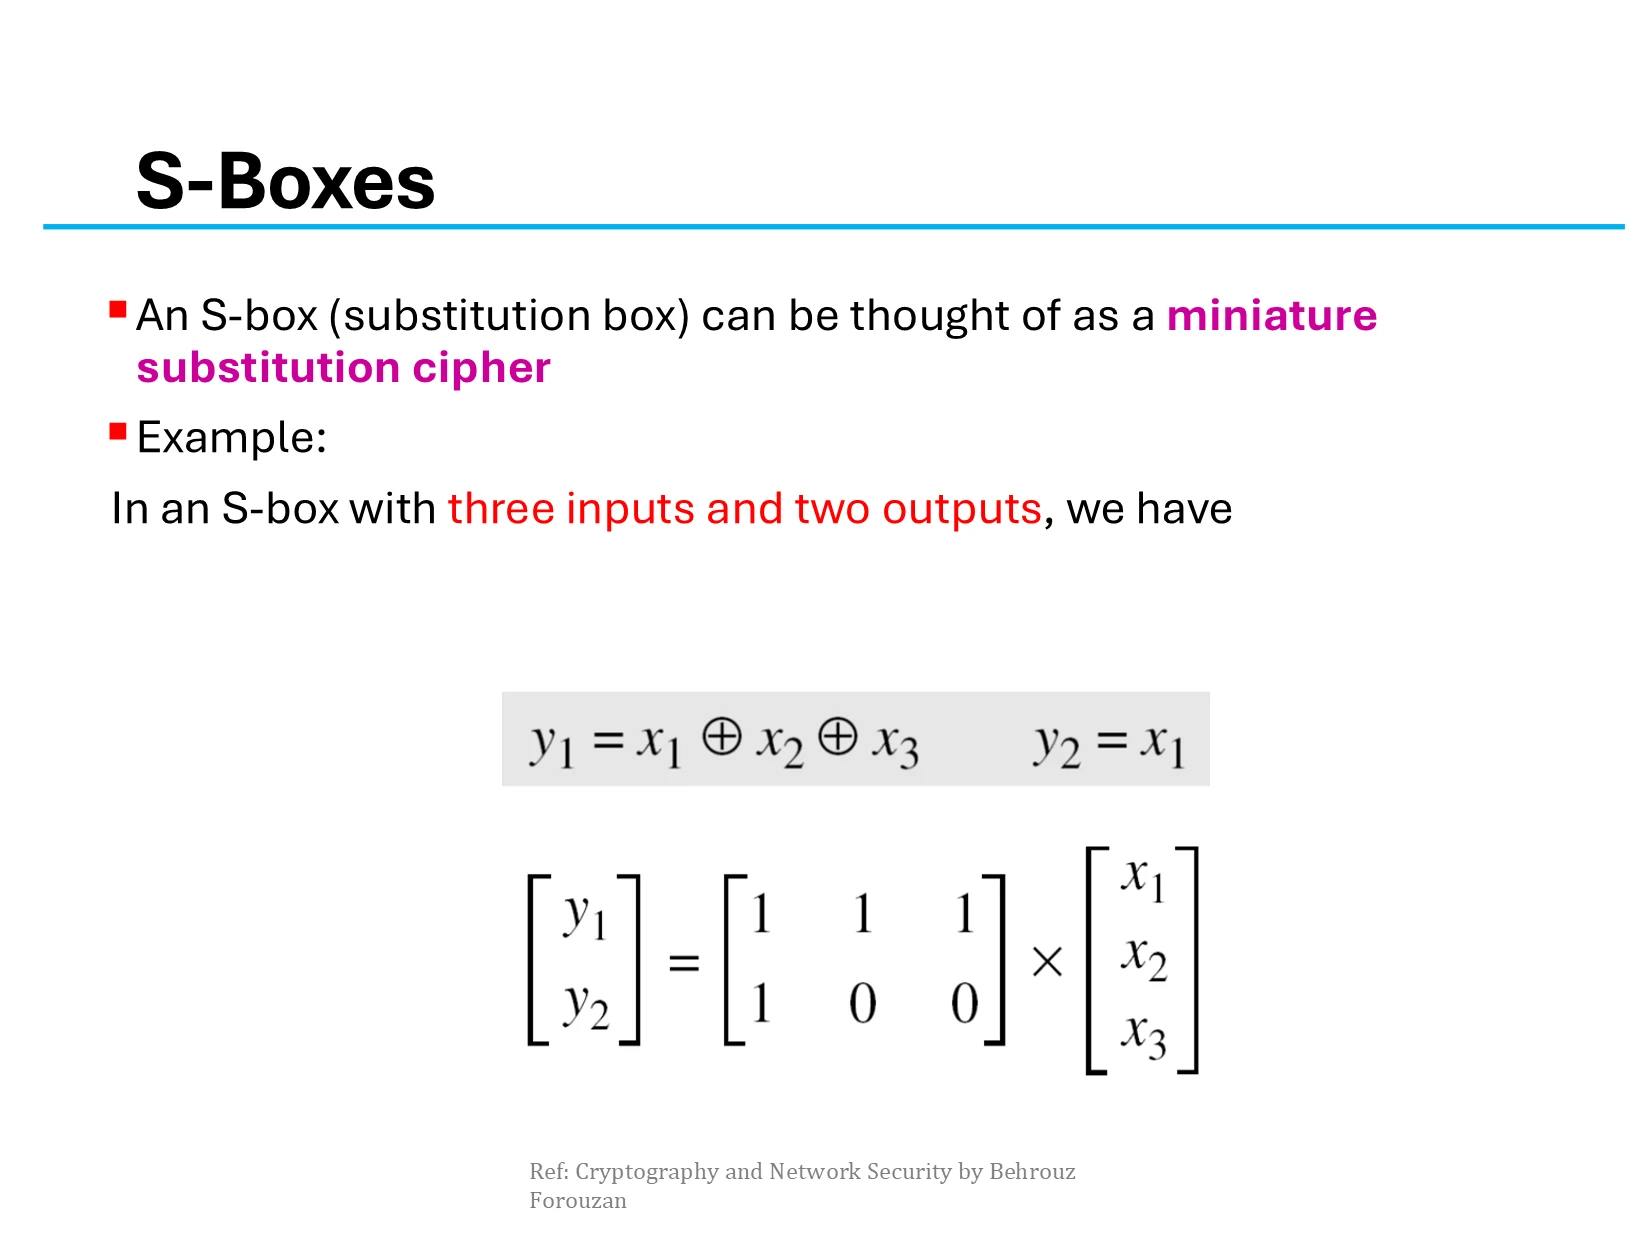 S-Boxes
An S-box (substitution box) can be thought of as a miniature
substitution cipher
Example:
In an S-box with three inputs and two outputs, we have
y₁ = x₁ ⊕ x₂ ⊕ x₃ y₂ = x₁
[y₁ y₂] = [1 1 1; 1 0 0] × [x₁ x₂ x₃]
Ref: Cryptography and Network Security by Behrouz
Forouzan